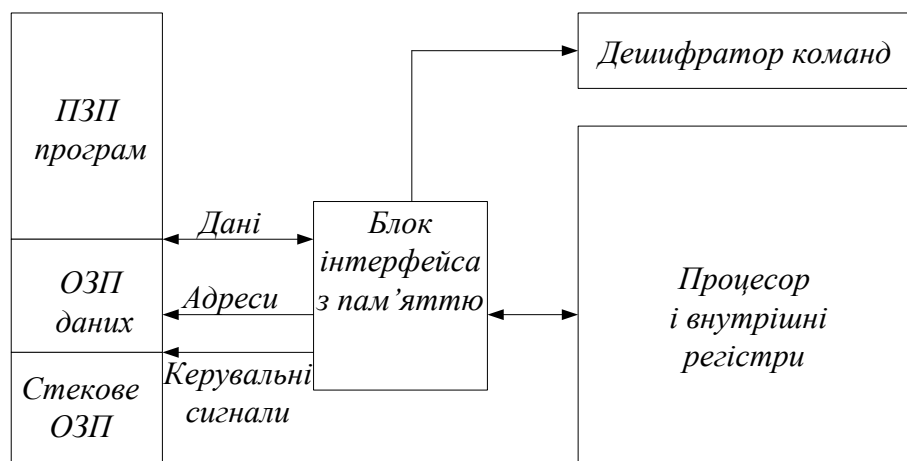 ПЗП
програм
ОЗП
даних
Стекове
ОЗП
Дані
Адреси
Керувальні
сигнали
Блок
інтерфейса
з пам’яттю
Дешифратор команд
Процесор
і внутрішні
регістри